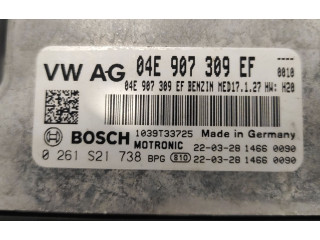 VW AG 04E 907 309 EF 0010
04E 907 309 EF BENZIN MED17.1.27 HW: H20
BOSCH 1039T33725 Made in Germany
MOTRONIC 22-03-28 1466 0090
0 261 S21 738 BPG 810 22-03-28 1466 0090